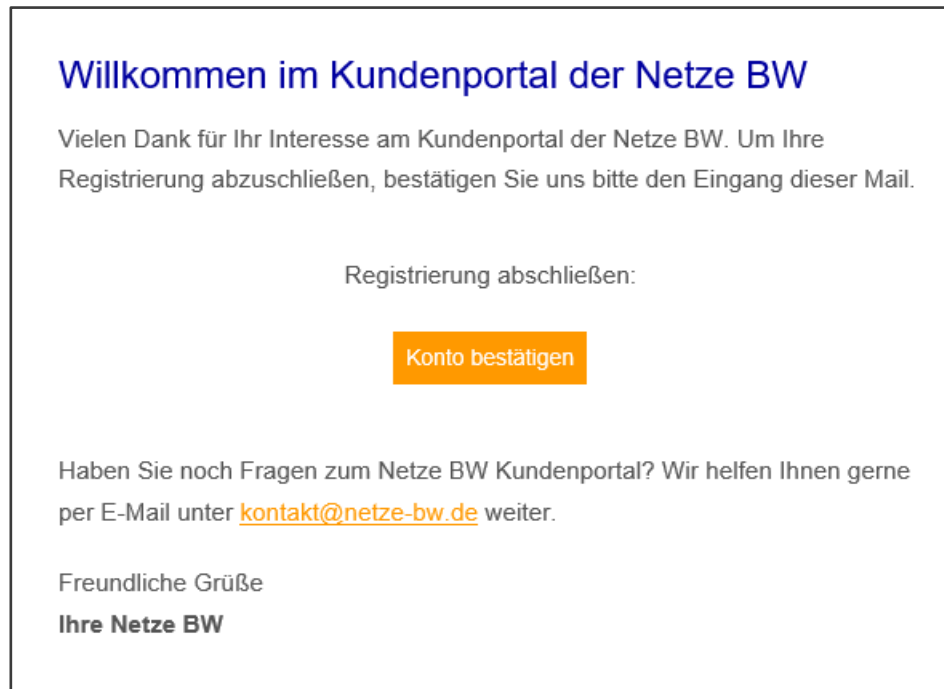 Willkommen im Kundenportal der Netze BW
Vielen Dank für Ihr Interesse am Kundenportal der Netze BW. Um Ihre
Registrierung abzuschließen, bestätigen Sie uns bitte den Eingang dieser Mail.
Registrierung abschließen:
Konto bestätigen
Haben Sie noch Fragen zum Netze BW Kundenportal? Wir helfen Ihnen gerne
per E-Mail unter kontakt@netze-bw.de weiter.
Freundliche Grüße
Ihre Netze BW